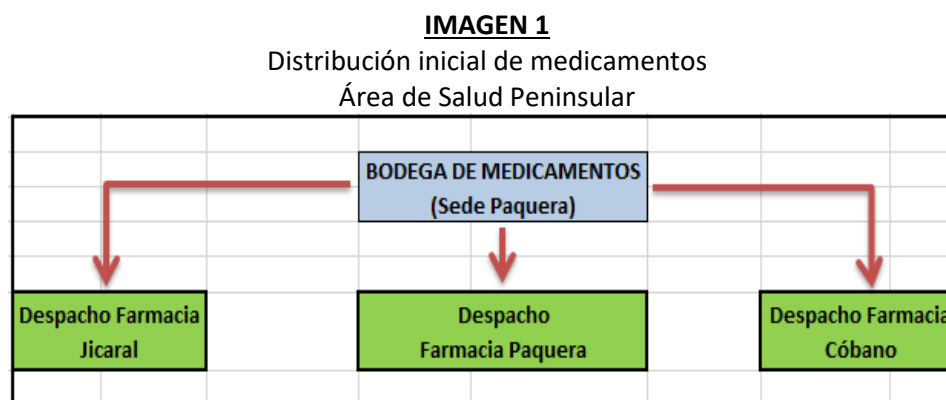 IMAGEN 1
Distribución inicial de medicamentos
Área de Salud Peninsular
BODEGA DE MEDICAMENTOS
(Sede Paquera)
Despacho Farmacia
Jicaral
Despacho
Farmacia Paquera
Despacho Farmacia
Cóbano